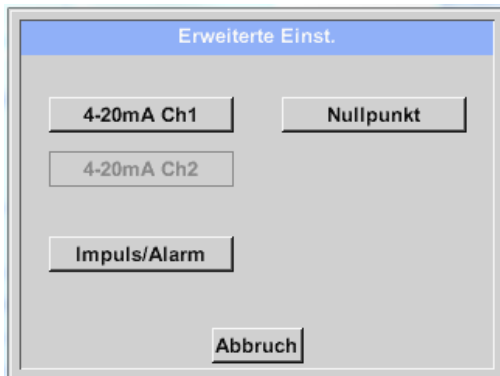 Erweiterte Einst.
4-20mA Ch1
Nullpunkt
4-20mA Ch2
Impuls/Alarm
Abbruch